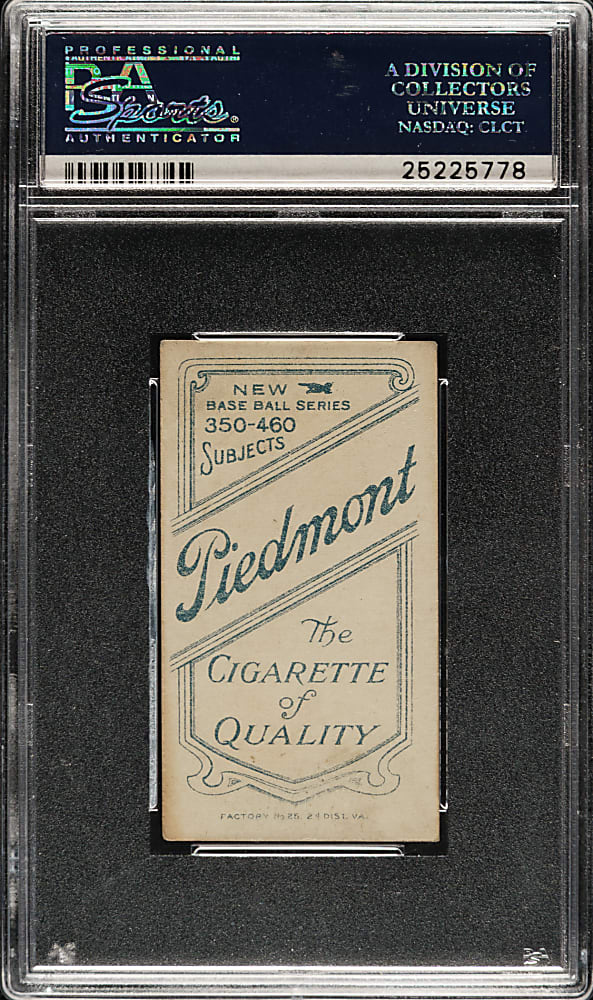 PROFESSIONAL
PSA
Sports®
AUTHENTICATOR
A DIVISION OF
COLLECTORS
UNIVERSE
NASDAQ: CLCT
25225778
NEW
BASE BALL SERIES
350-460
SUBJECTS
Piedmont
The
CIGARETTE
of
QUALITY
FACTORY No 25. 2d DIST. VA.